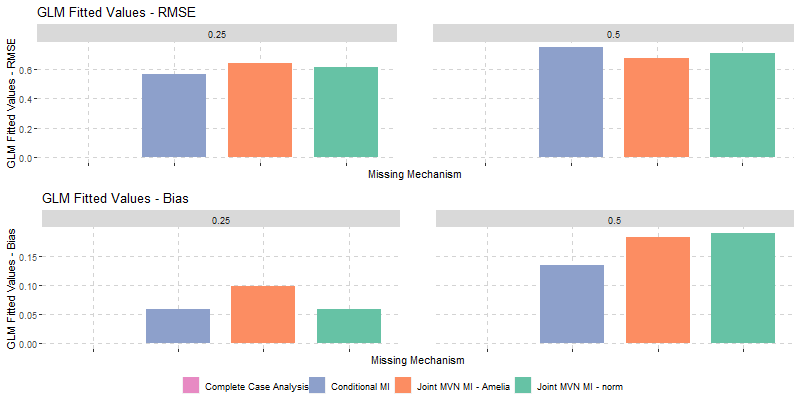 GLM Fitted Values - RMSE
0.25
0.5
GLM Fitted Values - RMSE
0.6
0.4
0.2
0.0
Missing Mechanism
GLM Fitted Values - Bias
0.25
0.5
GLM Fitted Values - Bias
0.15
0.10
0.05
0.00
Missing Mechanism
Complete Case Analysis Conditional MI Joint MVN MI - Amelia Joint MVN MI - norm